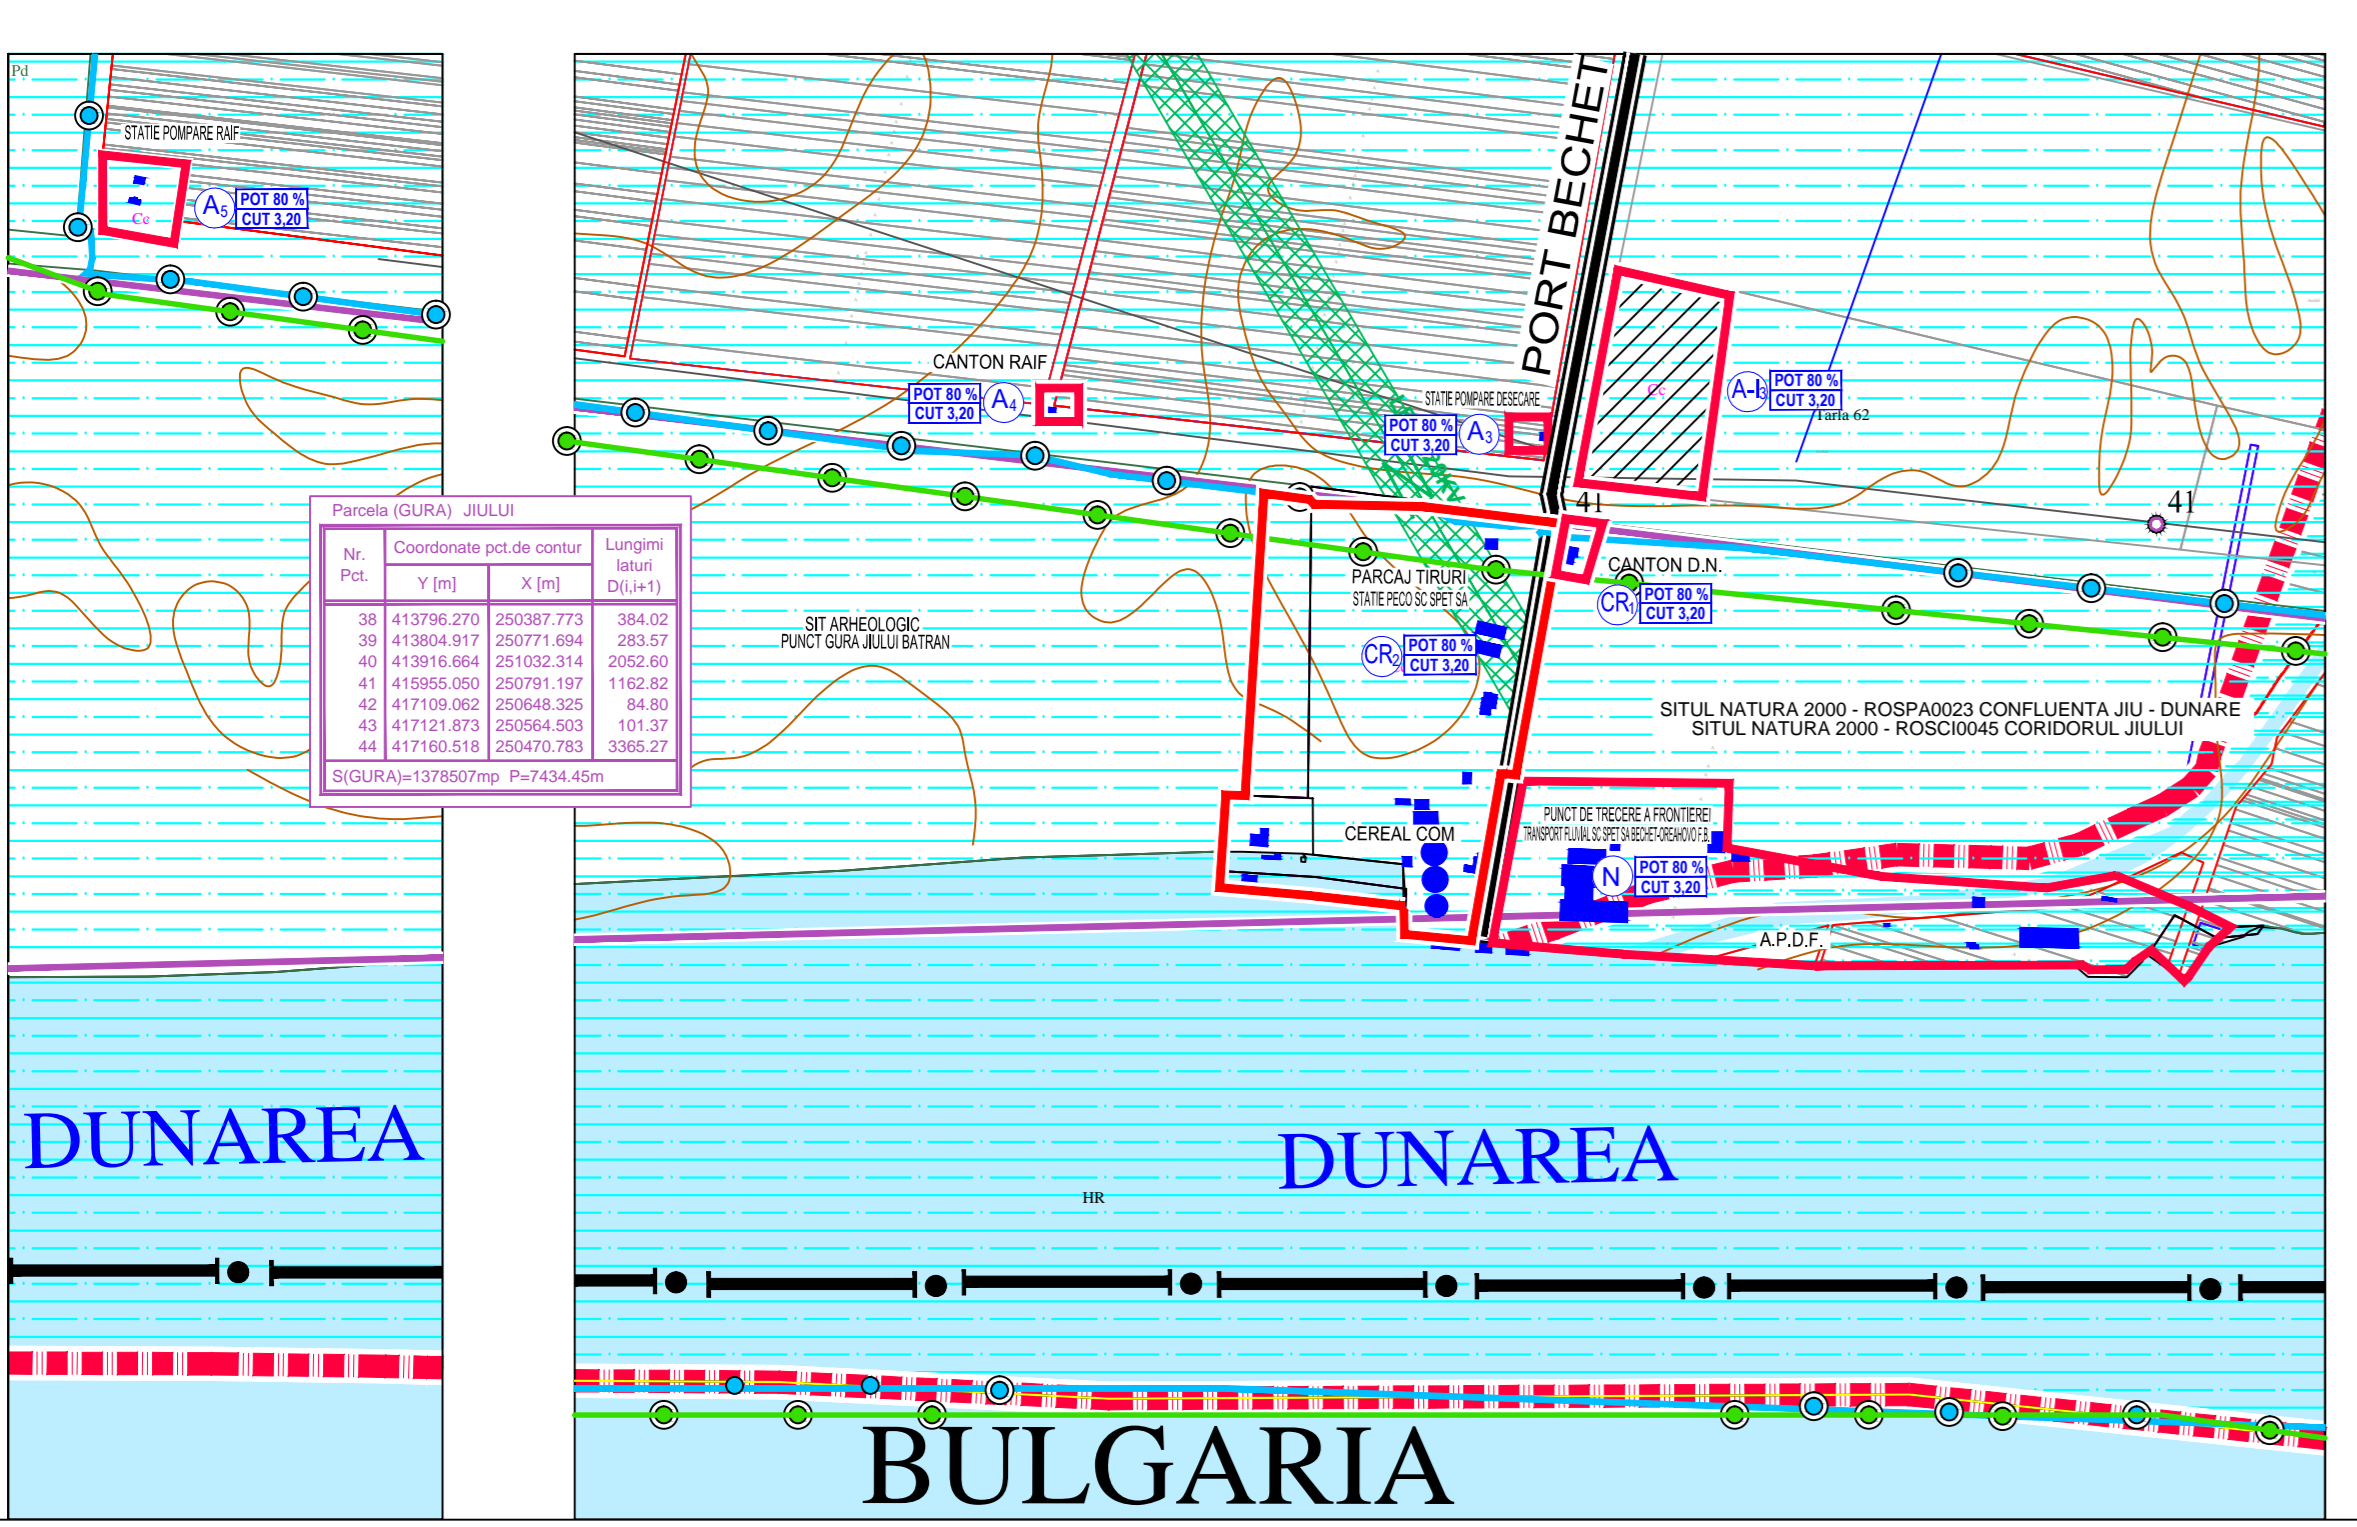 Pd
STATIE POMPARE RAIF
A5
POT 80 %
CUT 3,20
Cc
PORT BECHET
CANTON RAIF
POT 80 %
CUT 3,20
A4
STATIE POMPARE DESECARE
POT 80 %
CUT 3,20
A3
Cc
A-I3
POT 80 %
CUT 3,20
Tarla 62
41
41
Parcela (GURA) JIULUI
Nr. Pct.
Coordonate pct.de contur
Lungimi laturi D(i,i+1)
Y [m] X [m]
38 413796.270 250387.773 384.02
39 413804.917 250771.694 283.57
40 413916.664 251032.314 2052.60
41 415955.050 250791.197 1162.82
42 417109.062 250648.325 84.80
43 417121.873 250564.503 101.37
44 417160.518 250470.783 3365.27
S(GURA)=1378507mp P=7434.45m
SIT ARHEOLOGIC
PUNCT GURA JIULUI BATRAN
PARCAJ TIRURI
STATIE PECO SC SPET SA
CANTON D.N.
CR1
POT 80 %
CUT 3,20
CR2
POT 80 %
CUT 3,20
SITUL NATURA 2000 - ROSPA0023 CONFLUENTA JIU - DUNARE
SITUL NATURA 2000 - ROSCI0045 CORIDORUL JIULUI
CEREAL COM
PUNCT DE TRECERE A FRONTIEREI
TRANSPORT FLUVIAL SC SPET SA BECHET-OREAHOVO F.B.
N
POT 80 %
CUT 3,20
A.P.D.F.
DUNAREA
DUNAREA
HR
BULGARIA